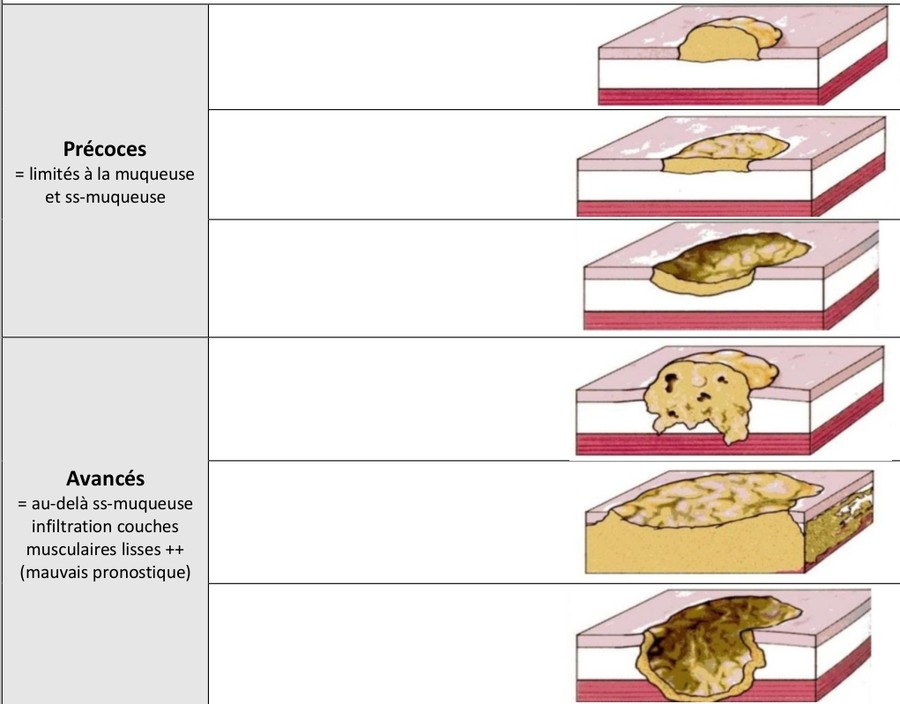 Précoces
= limités à la muqueuse
et ss-muqueuse
Avancés
= au-delà ss-muqueuse
infiltration couches
musculaires lisses ++
(mauvais pronostique)